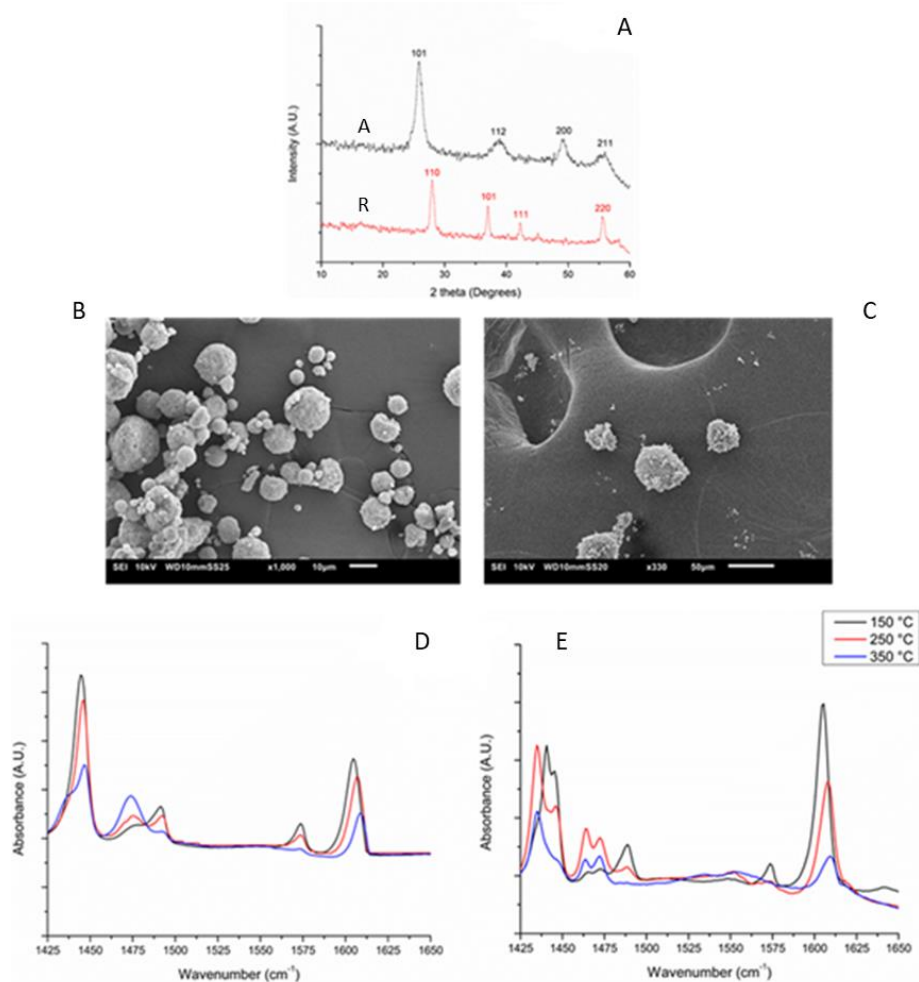 A
101
A
112
200
211
110
R
101
111
220
Intensity (A.U.)
10 20 30 40 50 60
2 theta (Degrees)
B
C
SEI 10kV WD10mmSS25 x1,000 10µm
SEI 10kV WD10mmSS20 x330 50µm
D
E
150 °C
250 °C
350 °C
Absorbance (A.U.)
1425 1450 1475 1500 1525 1550 1575 1600 1625 1650
Wavenumber (cm⁻¹)
Absorbance (A.U.)
1425 1450 1475 1500 1525 1550 1575 1600 1625 1650
Wavenumber (cm⁻¹)